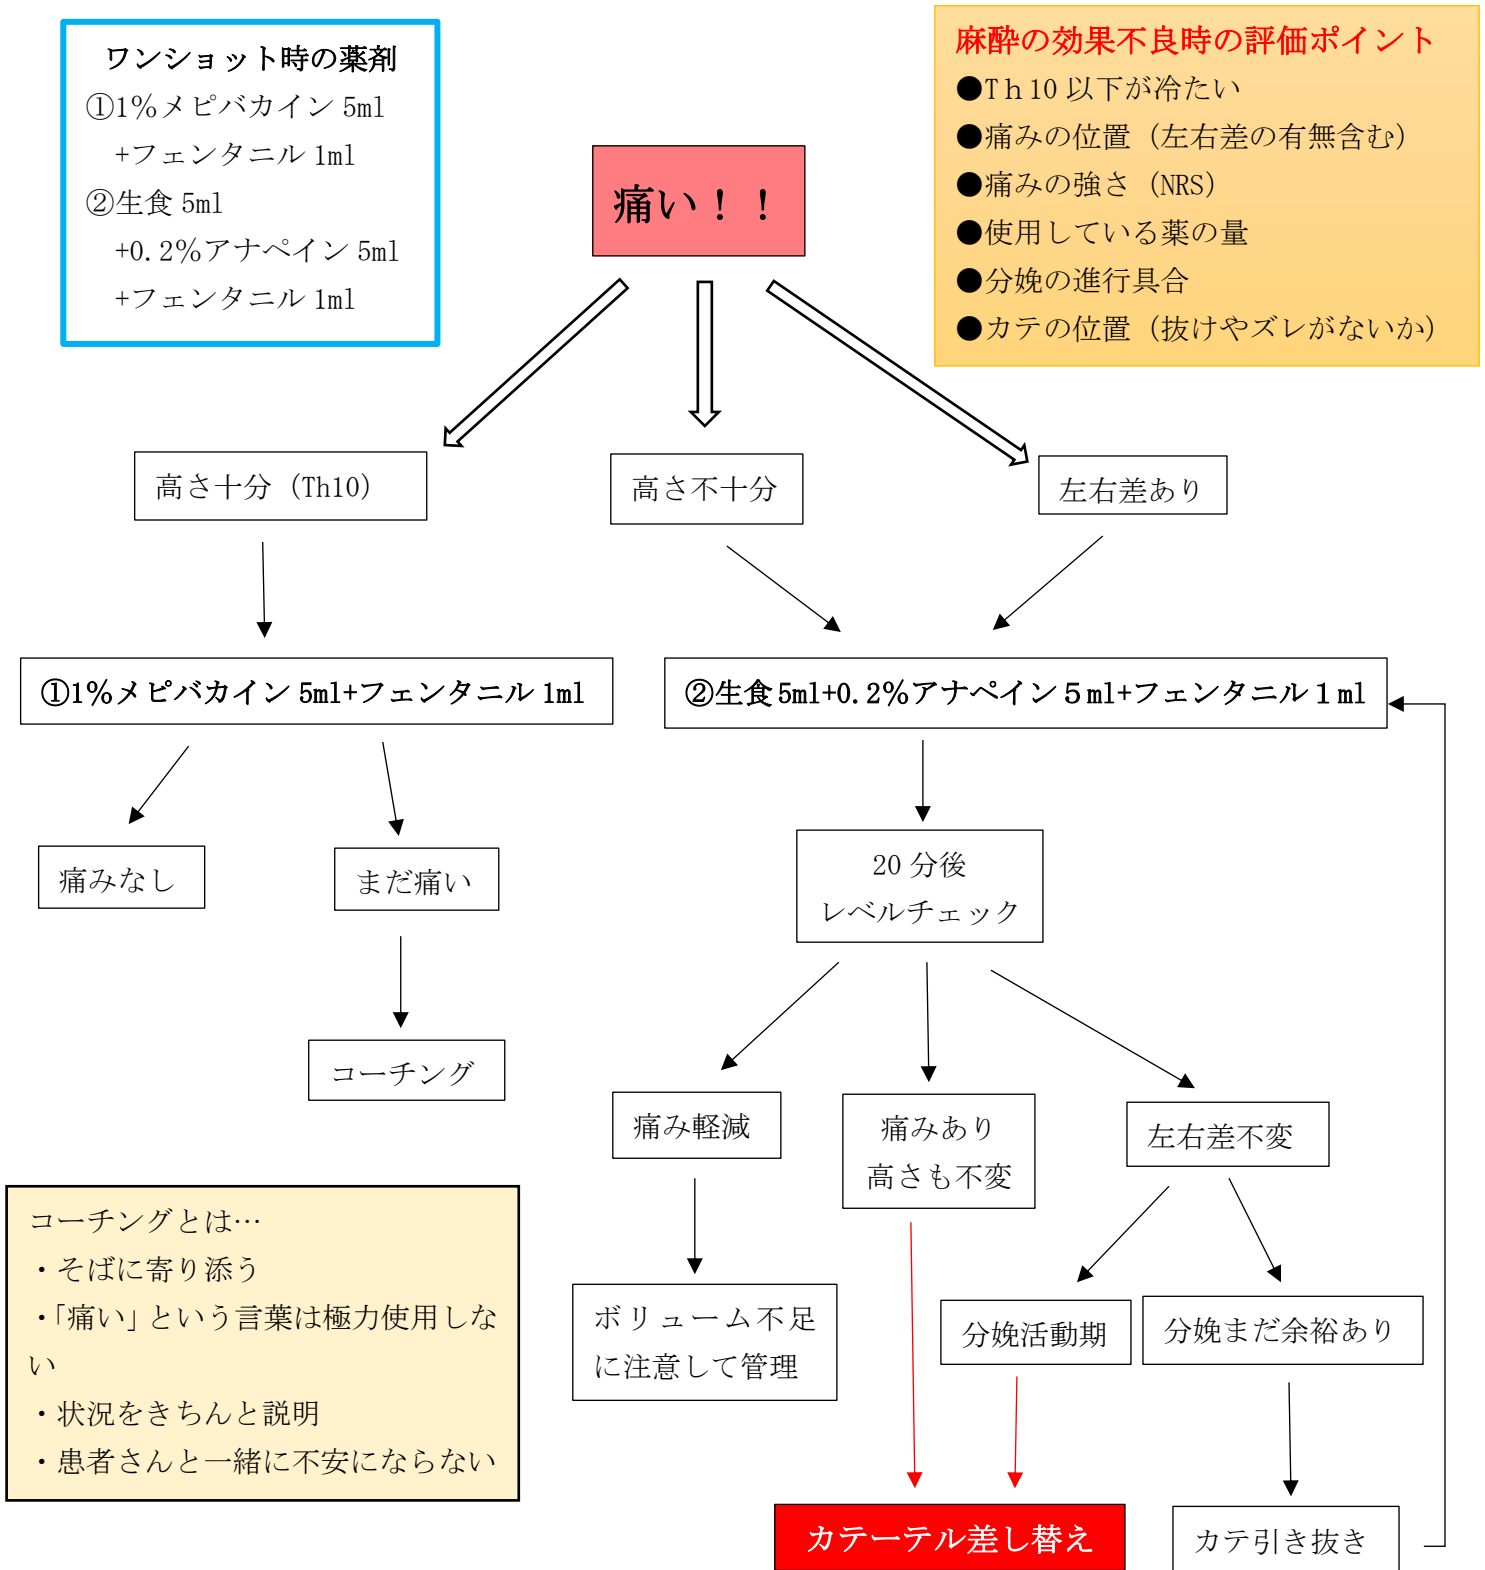 ワンショット時の薬剤
①1%メピバカイン 5ml
+フェンタニル 1ml
②生食 5ml
+0.2%アナペイン 5ml
+フェンタニル 1ml
麻酔の効果不良時の評価ポイント
●Th10 以下が冷たい
●痛みの位置（左右差の有無含む）
●痛みの強さ（NRS）
●使用している薬の量
●分娩の進行具合
●カテの位置（抜けやズレがないか）
痛い！！
高さ十分（Th10）
高さ不十分
左右差あり
①1%メピバカイン 5ml+フェンタニル 1ml
②生食 5ml+0.2%アナペイン５ml+フェンタニル１ml
痛みなし
まだ痛い
20 分後
レベルチェック
コーチング
痛み軽減
痛みあり
高さも不変
左右差不変
コーチングとは…
・そばに寄り添う
・「痛い」という言葉は極力使用しな
い
・状況をきちんと説明
・患者さんと一緒に不安にならない
ボリューム不足
に注意して管理
分娩活動期
分娩まだ余裕あり
カテーテル差し替え
カテ引き抜き